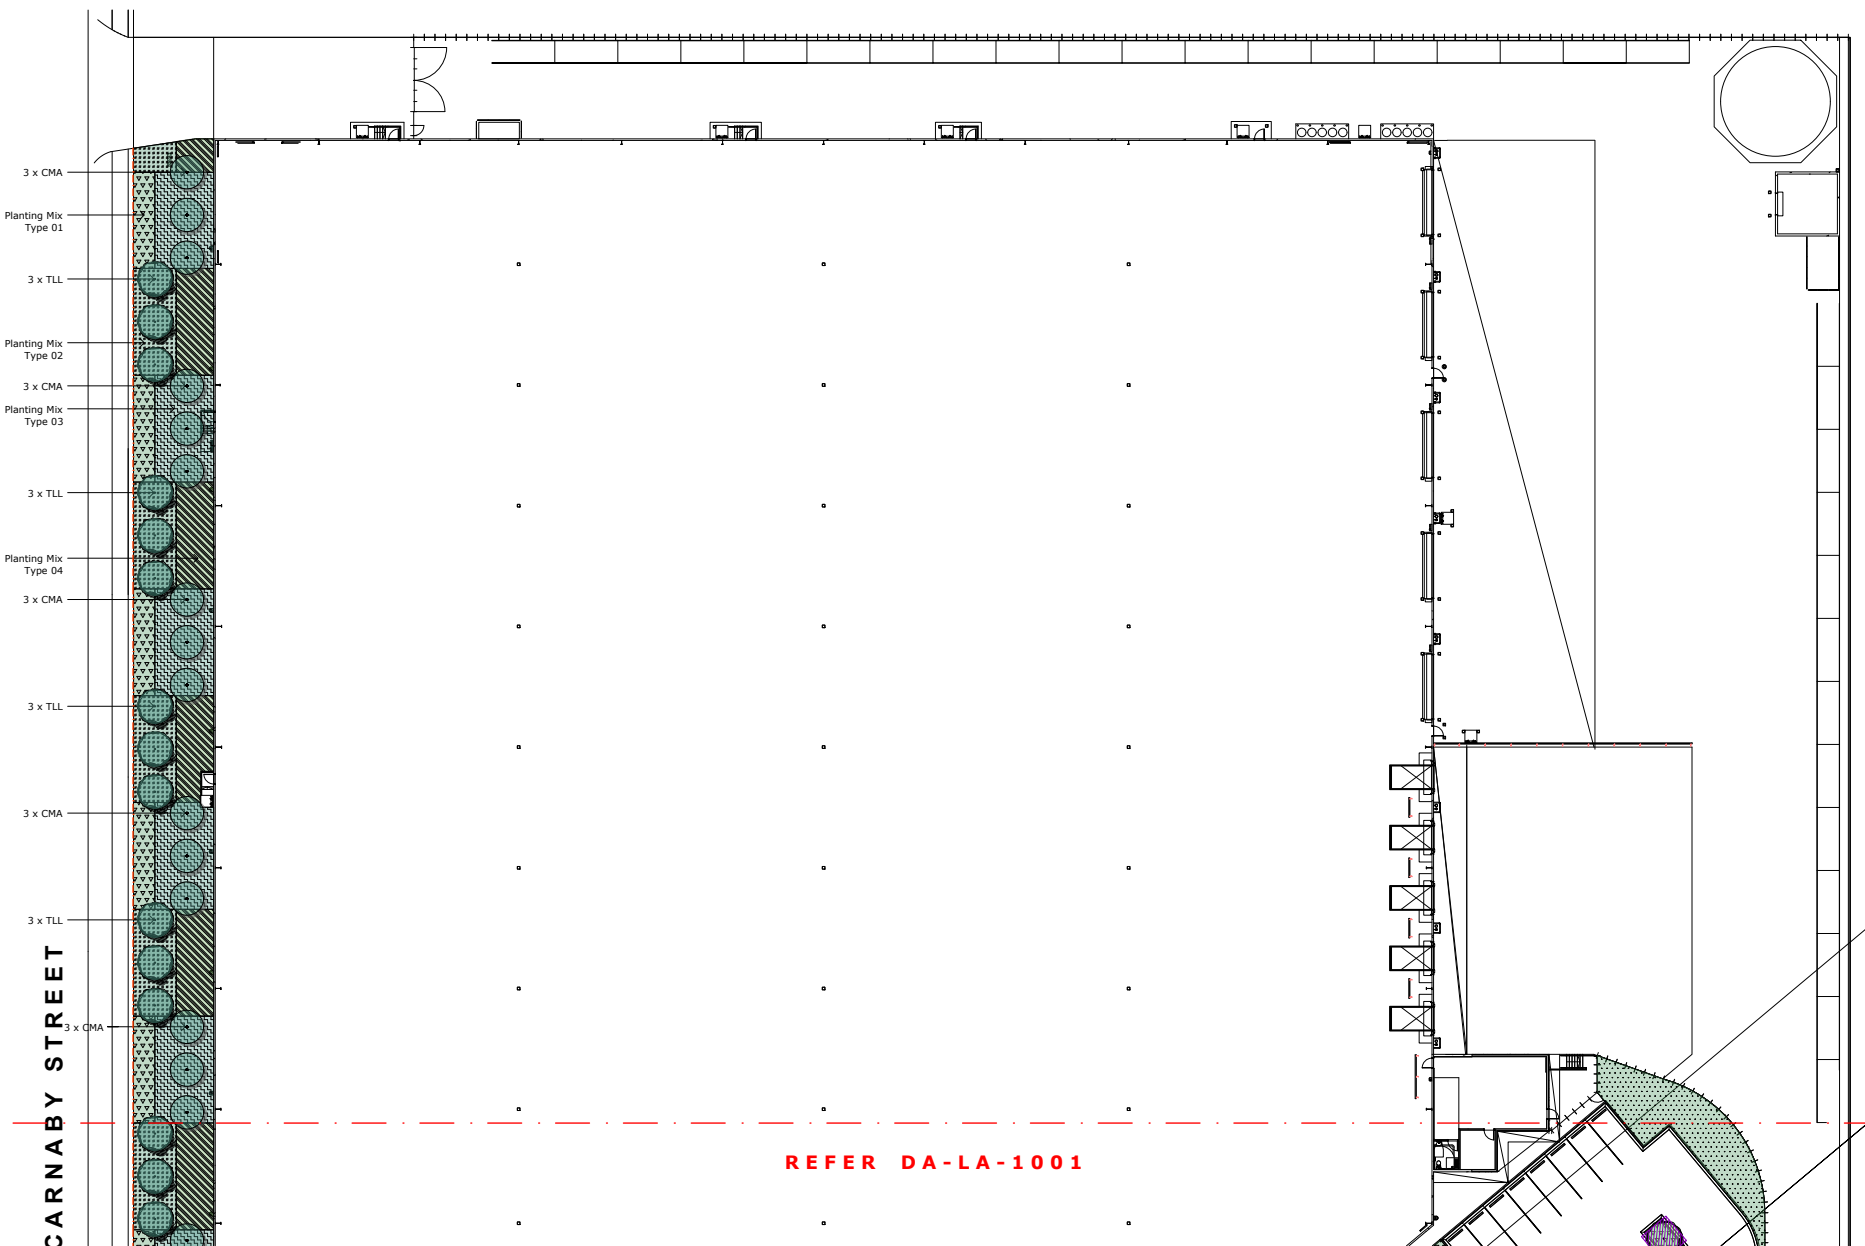 3 x CMA
Planting Mix
Type 01
3 x TLL
Planting Mix
Type 02
3 x CMA
Planting Mix
Type 03
3 x TLL
Planting Mix
Type 04
3 x CMA
3 x TLL
3 x CMA
3 x TLL
3 x CMA
CARNABY STREET
REFER DA-LA-1001